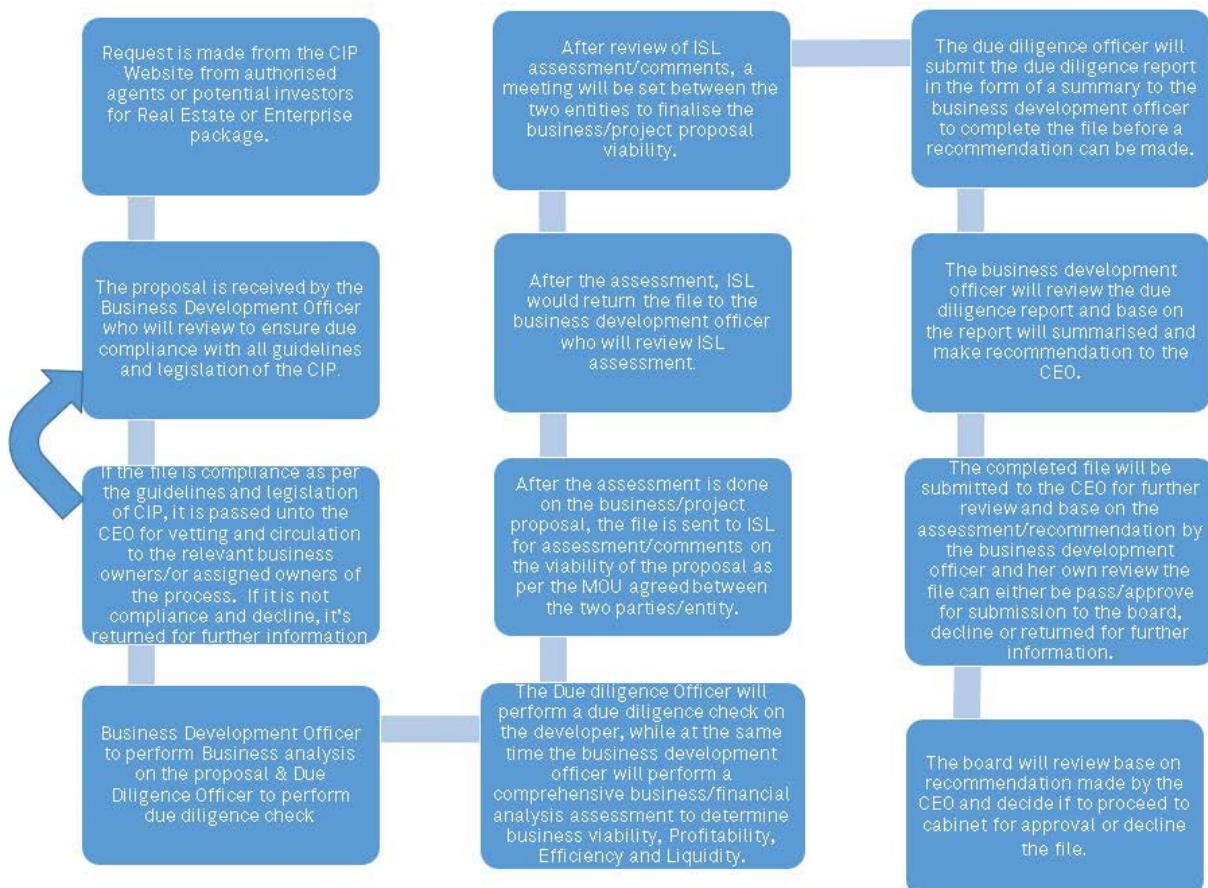 Request is made from the CIP
Website from authorised
agents or potential investors
for Real Estate or Enterprise
package.
The proposal is received by the
Business Development Officer
who will review to ensure due
compliance with all guidelines
and legislation of the CIP.
If the file is compliance as per
the guidelines and legislation
of CIP, it is passed unto the
CEO for vetting and circulation
to the relevant business
owners/or assigned owners of
the process. If it is not
compliance and decline, it's
returned for further information
Business Development Officer
to perform Business analysis
on the proposal & Due
Diligence Officer to perform
due diligence check
The Due diligence Officer will
perform a due diligence check on
the developer, while at the same
time the business development
officer will perform a
comprehensive business/financial
analysis assessment to determine
business viability, Profitability,
Efficiency and Liquidity.
After the assessment is done
on the business/project
proposal, the file is sent to ISL
for assessment/comments on
the viability of the proposal as
per the MOU agreed between
the two parties/entity.
After the assessment, ISL
would return the file to the
business development officer
who will review ISL
assessment.
After review of ISL
assessment/comments, a
meeting will be set between the
two entities to finalise the
business/project proposal
viability.
The due diligence officer will
submit the due diligence report
in the form of a summary to the
business development officer
to complete the file before a
recommendation can be made.
The business development
officer will review the due
diligence report and base on
the report will summarised and
make recommendation to the
CEO.
The completed file will be
submitted to the CEO for further
review and base on the
assessment/recommendation by
the business development
officer and her own review the
file can either be pass/approve
for submission to the board,
decline or returned for further
information.
The board will review base on
recommendation made by the
CEO and decide if to proceed to
cabinet for approval or decline
the file.